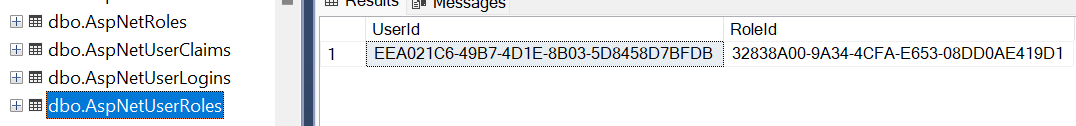 dbo.AspNetRoles
dbo.AspNetUserClaims
dbo.AspNetUserLogins
dbo.AspNetUserRoles
Results Messages
UserId RoleId
1 EEA021C6-49B7-4D1E-8B03-5D8458D7BFDB 32838A00-9A34-4CFA-E653-08DD0AE419D1